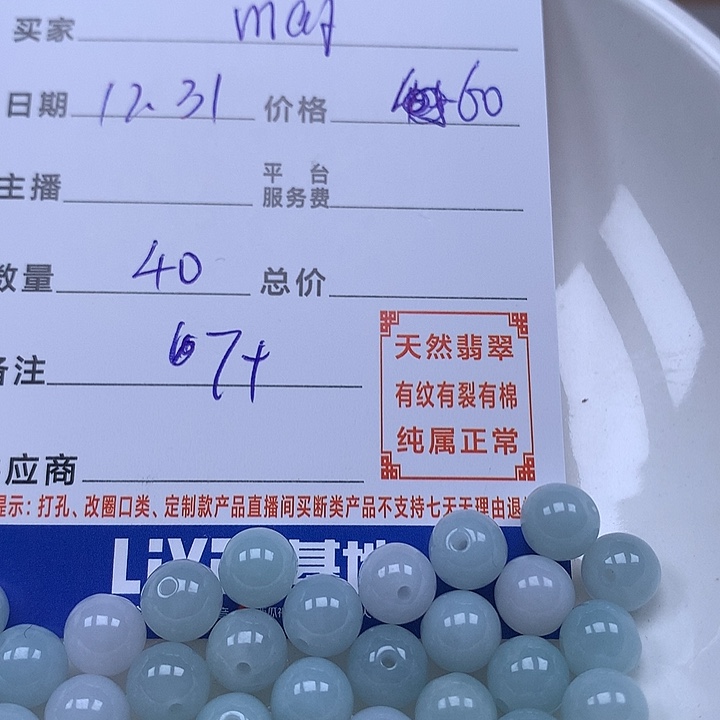 买家 maf
日期 12.31 价格 60
主播 平台服务费
数量 40 总价
备注 7+
天然翡翠
有纹有裂有棉
纯属正常
应商
提示：打孔、改圈口类、定制款产品直播间买断类产品不支持七天无理由退